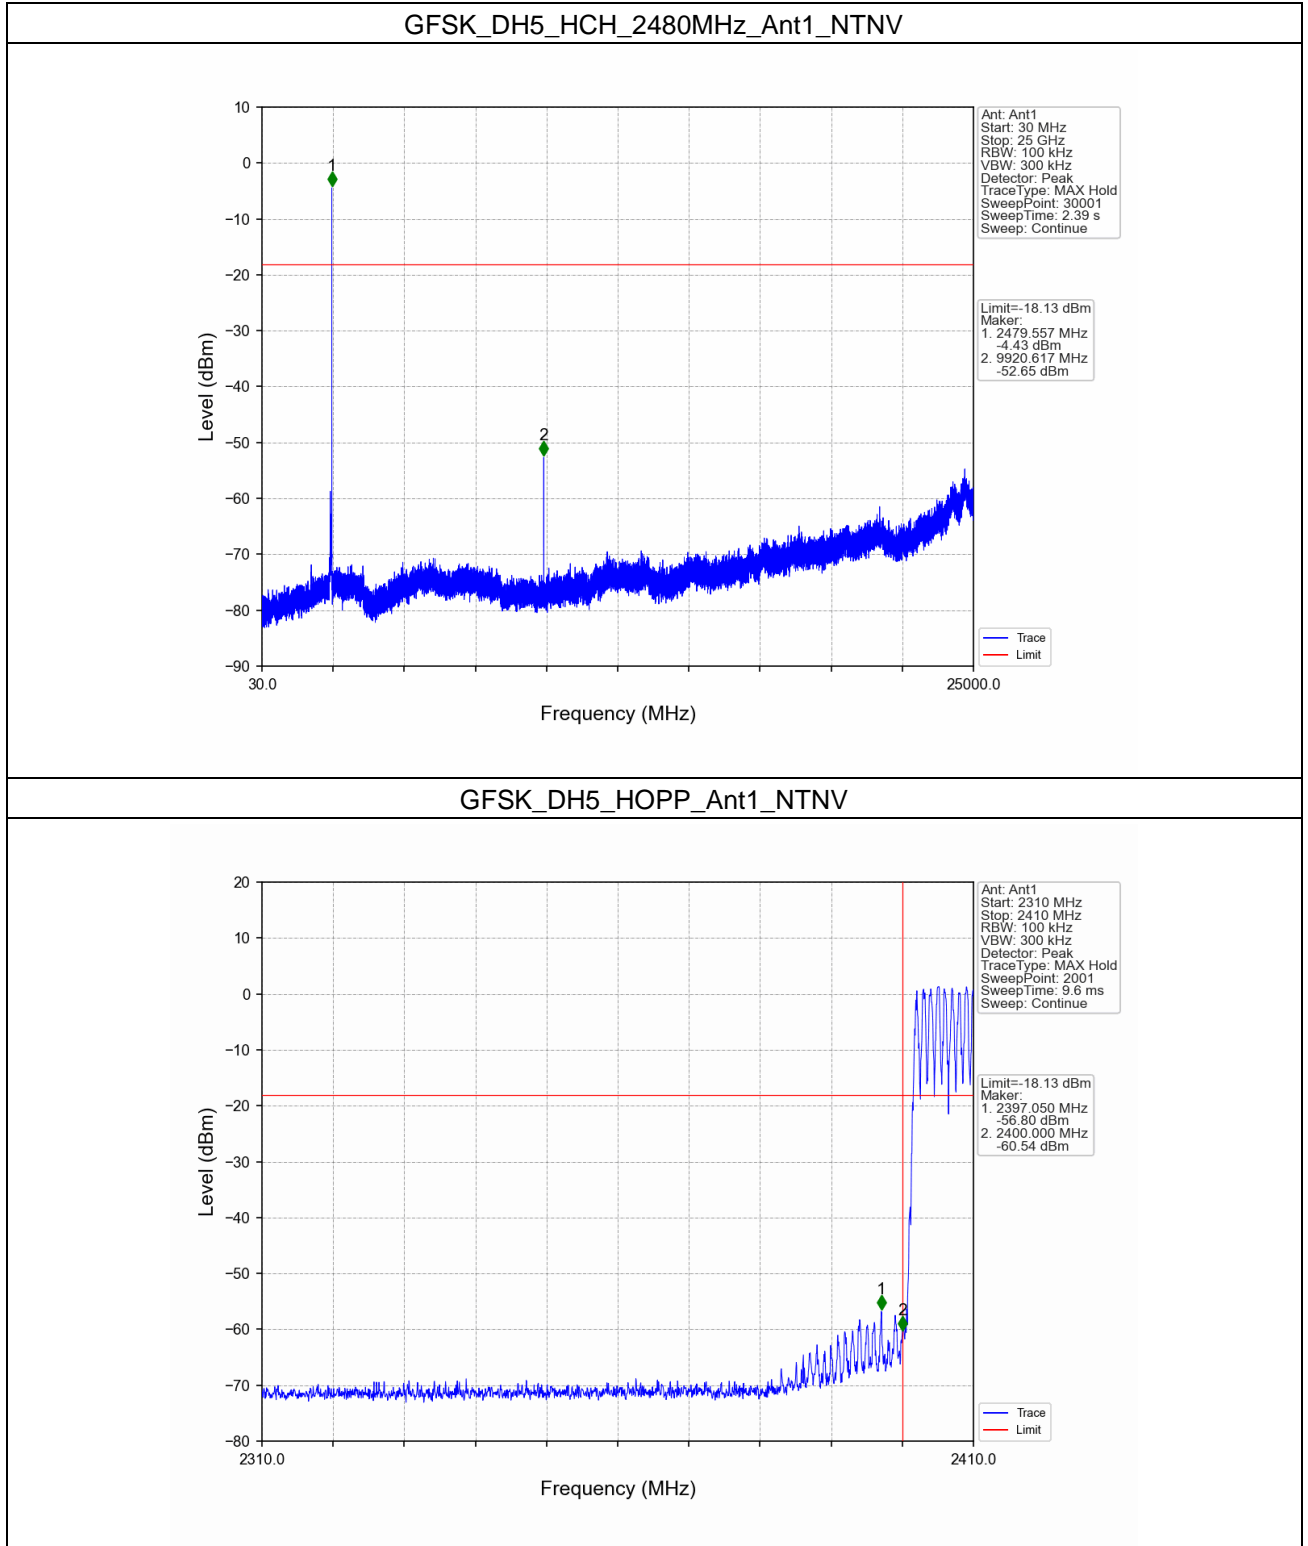 GFSK_DH5_HCH_2480MHz_Ant1_NTNV
10
0
−10
−20
−30
−40
−50
−60
−70
−80
−90
Level (dBm)
1
2
30.0
25000.0
Frequency (MHz)
Ant: Ant1
Start: 30 MHz
Stop: 25 GHz
RBW: 100 kHz
VBW: 300 kHz
Detector: Peak
TraceType: MAX Hold
SweepPoint: 30001
SweepTime: 2.39 s
Sweep: Continue
Limit=-18.13 dBm
Maker:
1. 2479.557 MHz
-4.43 dBm
2. 9920.617 MHz
-52.65 dBm
Trace
Limit
GFSK_DH5_HOPP_Ant1_NTNV
20
10
0
−10
−20
−30
−40
−50
−60
−70
−80
Level (dBm)
1
2
2310.0
2410.0
Frequency (MHz)
Ant: Ant1
Start: 2310 MHz
Stop: 2410 MHz
RBW: 100 kHz
VBW: 300 kHz
Detector: Peak
TraceType: MAX Hold
SweepPoint: 2001
SweepTime: 9.6 ms
Sweep: Continue
Limit=-18.13 dBm
Maker:
1. 2397.050 MHz
-56.80 dBm
2. 2400.000 MHz
-60.54 dBm
Trace
Limit